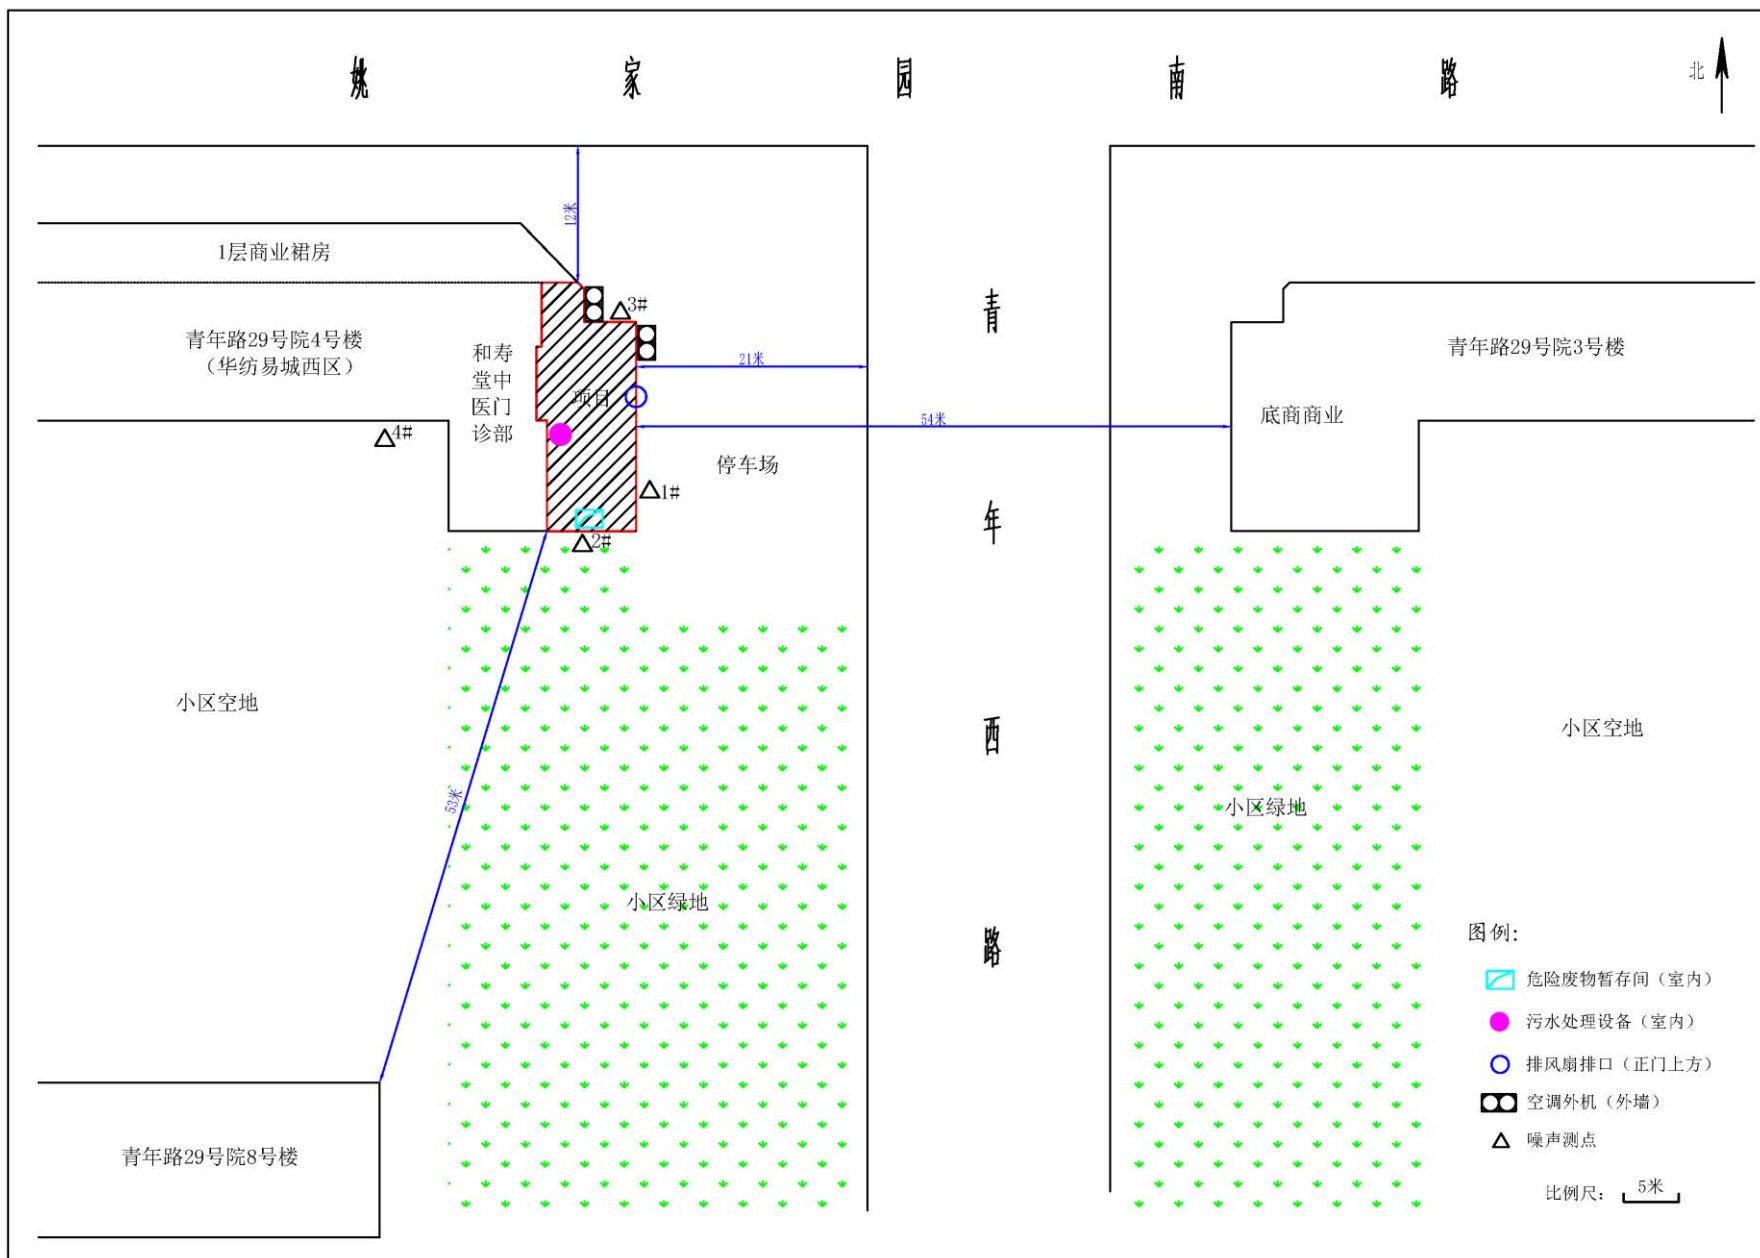 姚家园南路
北
12米
1层商业裙房
3#
青年路29号院4号楼
（华纺易城西区）
和寿
堂中
医门
诊部
项目
21米
青年西路
青年路29号院3号楼
54米
底商商业
4#
停车场
1#
2#
小区空地
小区空地
53米
小区绿地
小区绿地
青年路29号院8号楼
图例：
危险废物暂存间（室内）
污水处理设备（室内）
排风扇排口（正门上方）
空调外机（外墙）
噪声测点
比例尺： 5米